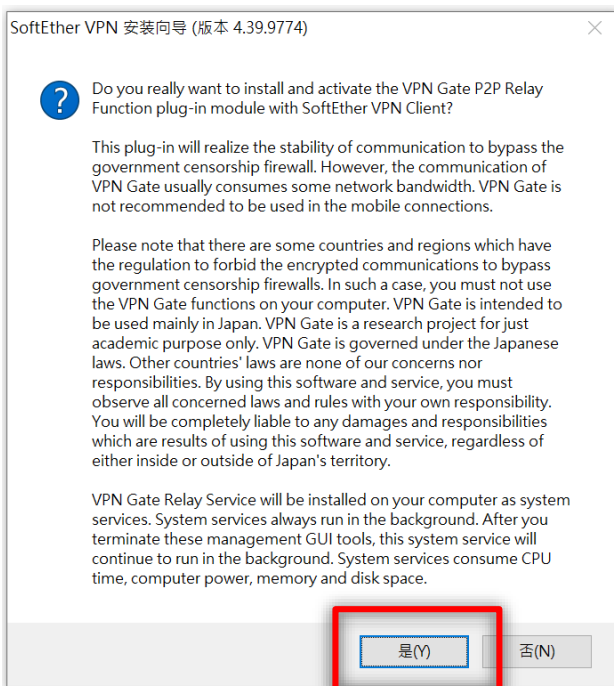 SoftEther VPN 安装向导 (版本 4.39.9774)
Do you really want to install and activate the VPN Gate P2P Relay
Function plug-in module with SoftEther VPN Client?
This plug-in will realize the stability of communication to bypass the
government censorship firewall. However, the communication of
VPN Gate usually consumes some network bandwidth. VPN Gate is
not recommended to be used in the mobile connections.
Please note that there are some countries and regions which have
the regulation to forbid the encrypted communications to bypass
government censorship firewalls. In such a case, you must not use
the VPN Gate functions on your computer. VPN Gate is intended to
be used mainly in Japan. VPN Gate is a research project for just
academic purpose only. VPN Gate is governed under the Japanese
laws. Other countries' laws are none of our concerns nor
responsibilities. By using this software and service, you must
observe all concerned laws and rules with your own responsibility.
You will be completely liable to any damages and responsibilities
which are results of using this software and service, regardless of
either inside or outside of Japan's territory.
VPN Gate Relay Service will be installed on your computer as system
services. System services always run in the background. After you
terminate these management GUI tools, this system service will
continue to run in the background. System services consume CPU
time, computer power, memory and disk space.
是(Y)
否(N)